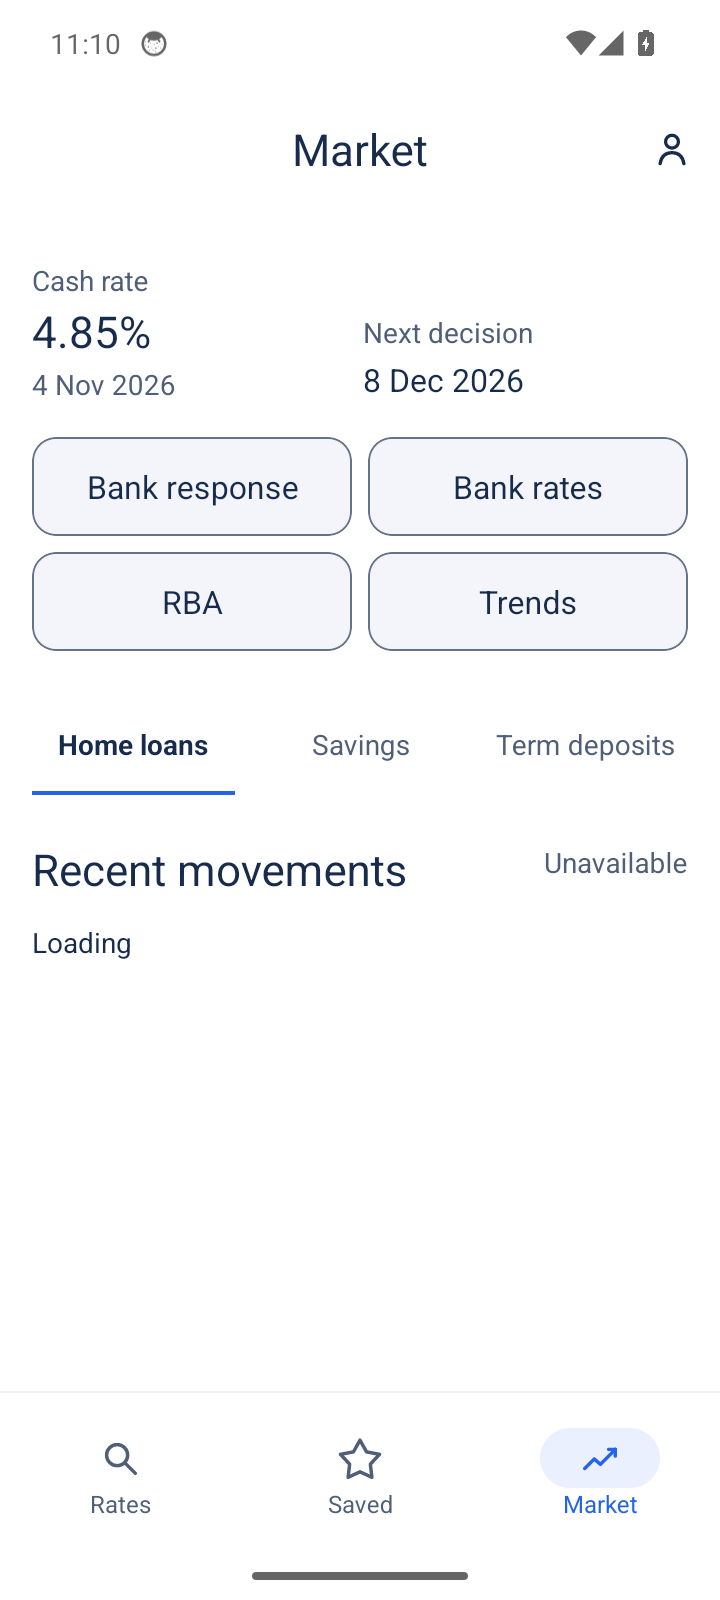 11:10
Market
Cash rate
4.85%
4 Nov 2026
Next decision
8 Dec 2026
Bank response
Bank rates
RBA
Trends
Home loans
Savings
Term deposits
Recent movements
Unavailable
Loading
Rates
Saved
Market